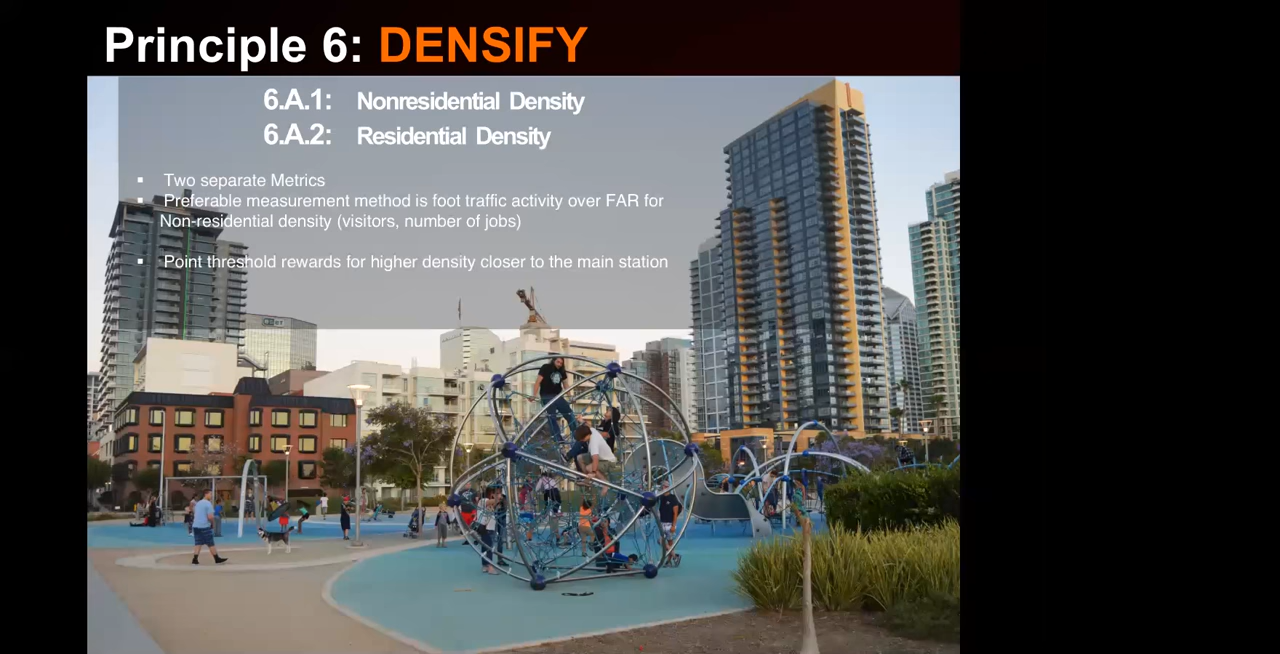 Principle 6: DENSIFY
6.A.1: Nonresidential Density
6.A.2: Residential Density
▪ Two separate Metrics
▪ Preferable measurement method is foot traffic activity over FAR for
Non-residential density (visitors, number of jobs)
▪ Point threshold rewards for higher density closer to the main station